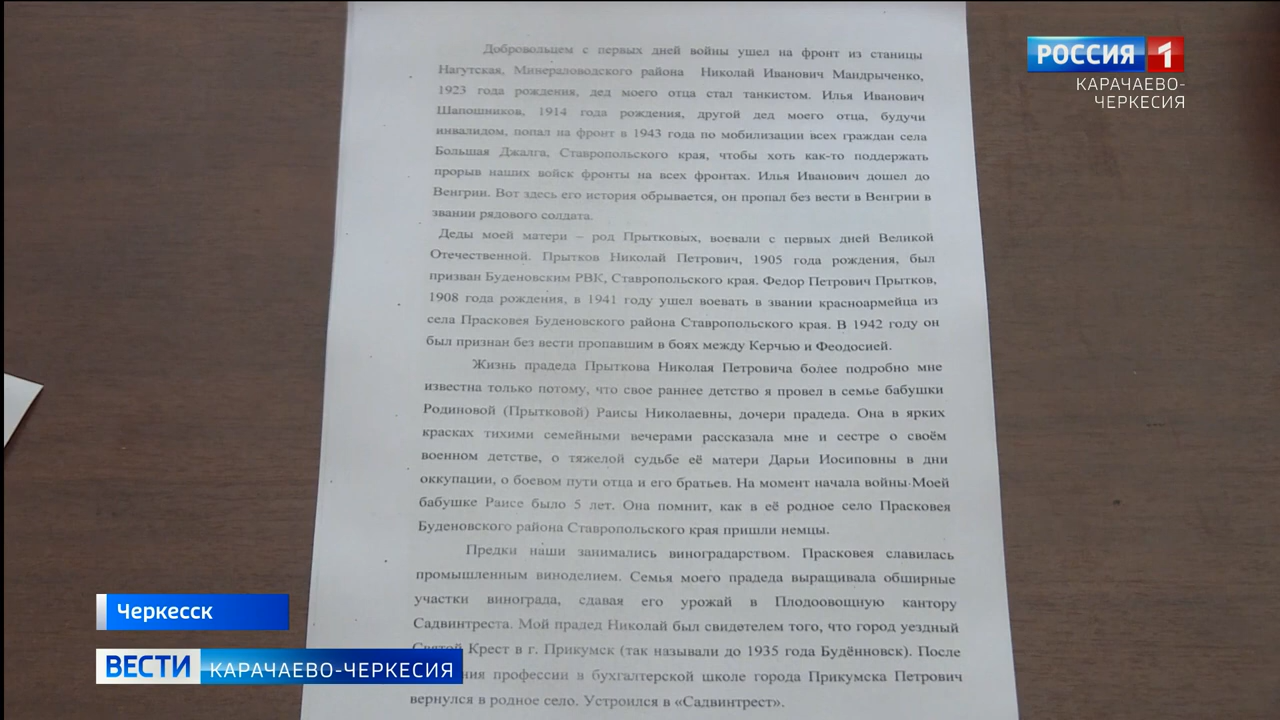 РОССИЯ 1
КАРАЧАЕВО-
ЧЕРКЕСИЯ
Добровольцем с первых дней войны ушел на фронт из станицы
Нагутская, Минераловодского района Николай Иванович Мандрыченко,
1923 года рождения, дед моего отца стал танкистом. Илья Иванович
Шапошников, 1914 года рождения, другой дед моего отца, будучи
инвалидом, попал на фронт в 1943 года по мобилизации всех граждан села
Большая Джалга, Ставропольского края, чтобы хоть как-то поддержать
прорыв наших войск фронты на всех фронтах. Илья Иванович дошел до
Венгрии. Вот здесь его история обрывается, он пропал без вести в Венгрии в
звании рядового солдата.
Деды моей матери – род Прытковых, воевали с первых дней Великой
Отечественной. Прытков Николай Петрович, 1905 года рождения, был
призван Буденовским РВК, Ставропольского края. Федор Петрович Прытков,
1908 года рождения, в 1941 году ушел воевать в звании красноармейца из
села Прасковея Буденовского района Ставропольского края. В 1942 году он
был признан без вести пропавшим в боях между Керчью и Феодосией.
Жизнь прадеда Прыткова Николая Петровича более подробно мне
известна только потому, что свое раннее детство я провел в семье бабушки
Родиновой (Прытковой) Раисы Николаевны, дочери прадеда. Она в ярких
красках тихими семейными вечерами рассказала мне и сестре о своём
военном детстве, о тяжелой судьбе её матери Дарьи Иосиповны в дни
оккупации, о боевом пути отца и его братьев. На момент начала войны Моей
бабушке Раисе было 5 лет. Она помнит, как в её родное село Прасковея
Буденовского района Ставропольского края пришли немцы.
Предки наши занимались виноградарством. Прасковея славилась
промышленным виноделием. Семья моего прадеда выращивала обширные
участки винограда, сдавая его урожай в Плодоовощную кантору
Садвинтреста. Мой прадед Николай был свидетелем того, что город уездный
Крест в г. Прикумск (так называли до 1935 года Будённовск). После
профессии в бухгалтерской школе города Прикумска Петрович
вернулся в родное село. Устроился в «Садвинтрест».
Черкесск
ВЕСТИ КАРАЧАЕВО-ЧЕРКЕСИЯ